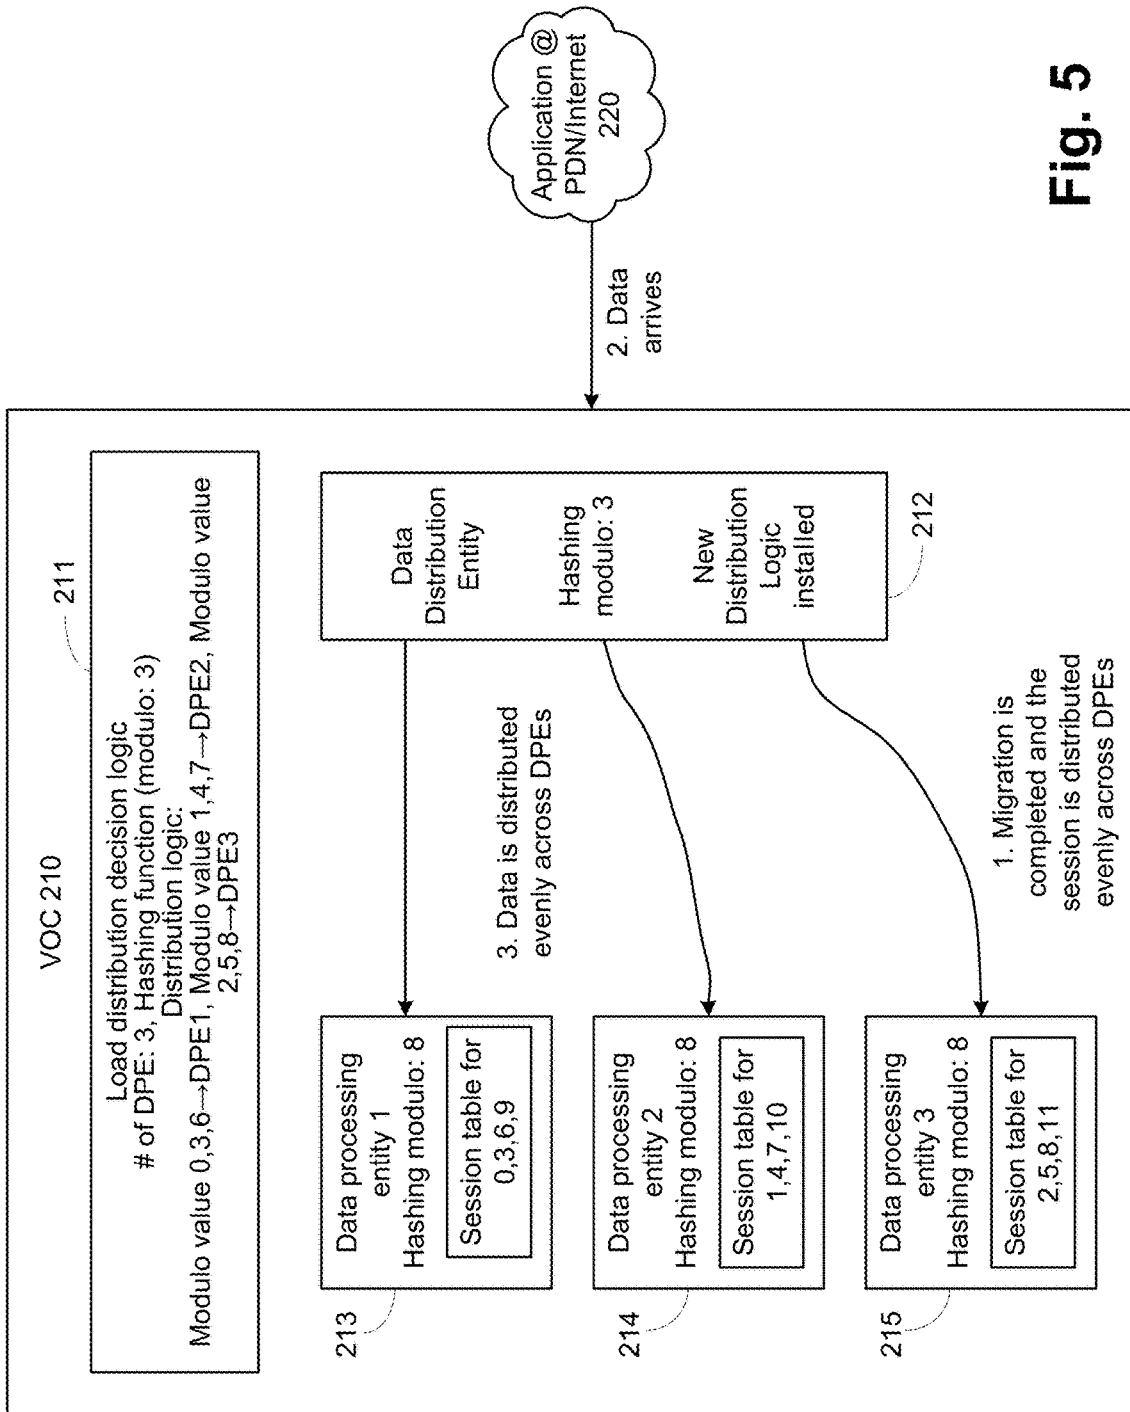 VOC 210
211
Load distribution decision logic
# of DPE: 3, Hashing function (modulo: 3)
Distribution logic:
Modulo value 0,3,6→DPE1, Modulo value 1,4,7→DPE2, Modulo value
2,5,8→DPE3
213
Data processing
entity 1
Hashing modulo: 8
Session table for
0,3,6,9
214
Data processing
entity 2
Hashing modulo: 8
Session table for
1,4,7,10
215
Data processing
entity 3
Hashing modulo: 8
Session table for
2,5,8,11
3. Data is distributed
evenly across DPEs
1. Migration is
completed and the
session is distributed
evenly across DPEs
Data
Distribution
Entity
Hashing
modulo: 3
New
Distribution
Logic
installed
212
2. Data
arrives
Application @
PDN/Internet
220
Fig. 5